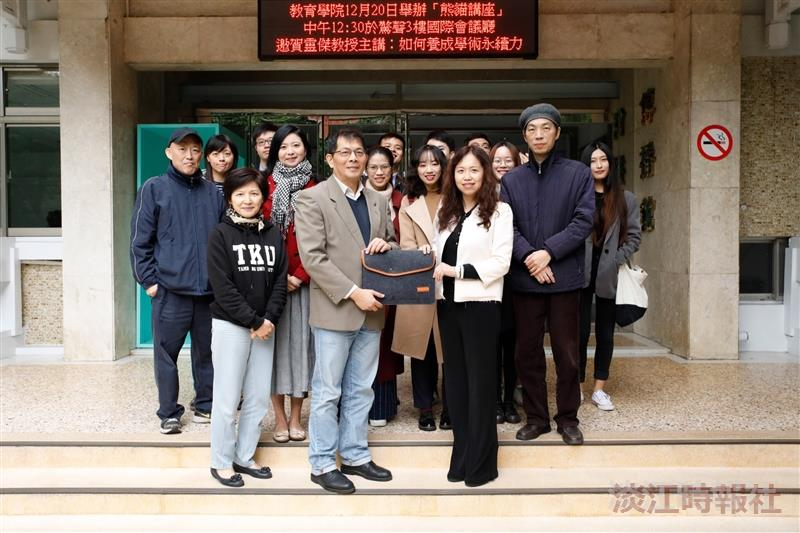 教育學院12月20日舉辦「熊貓講座」
中午12:30於驚聲3樓國際會議廳
邀賀靈傑教授主講：如何養成學術永續力
TKU
TAMKANG UNIVERSITY
淡江時報社